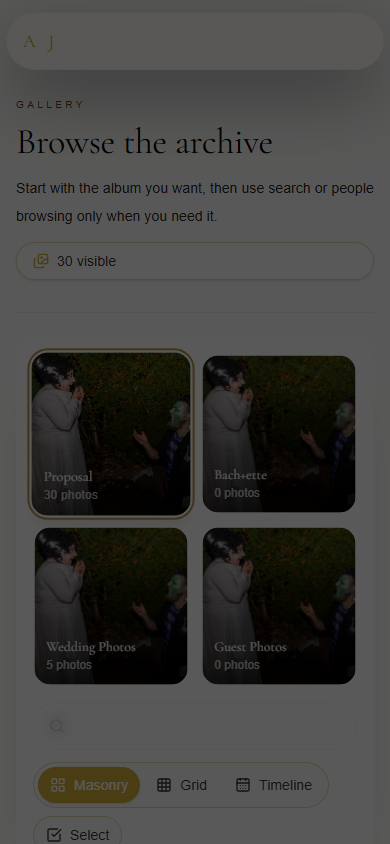 A J
GALLERY
Browse the archive
Start with the album you want, then use search or people
browsing only when you need it.
30 visible
Proposal
30 photos
Bach+ette
0 photos
Wedding Photos
5 photos
Guest Photos
0 photos
Masonry
Grid
Timeline
Select